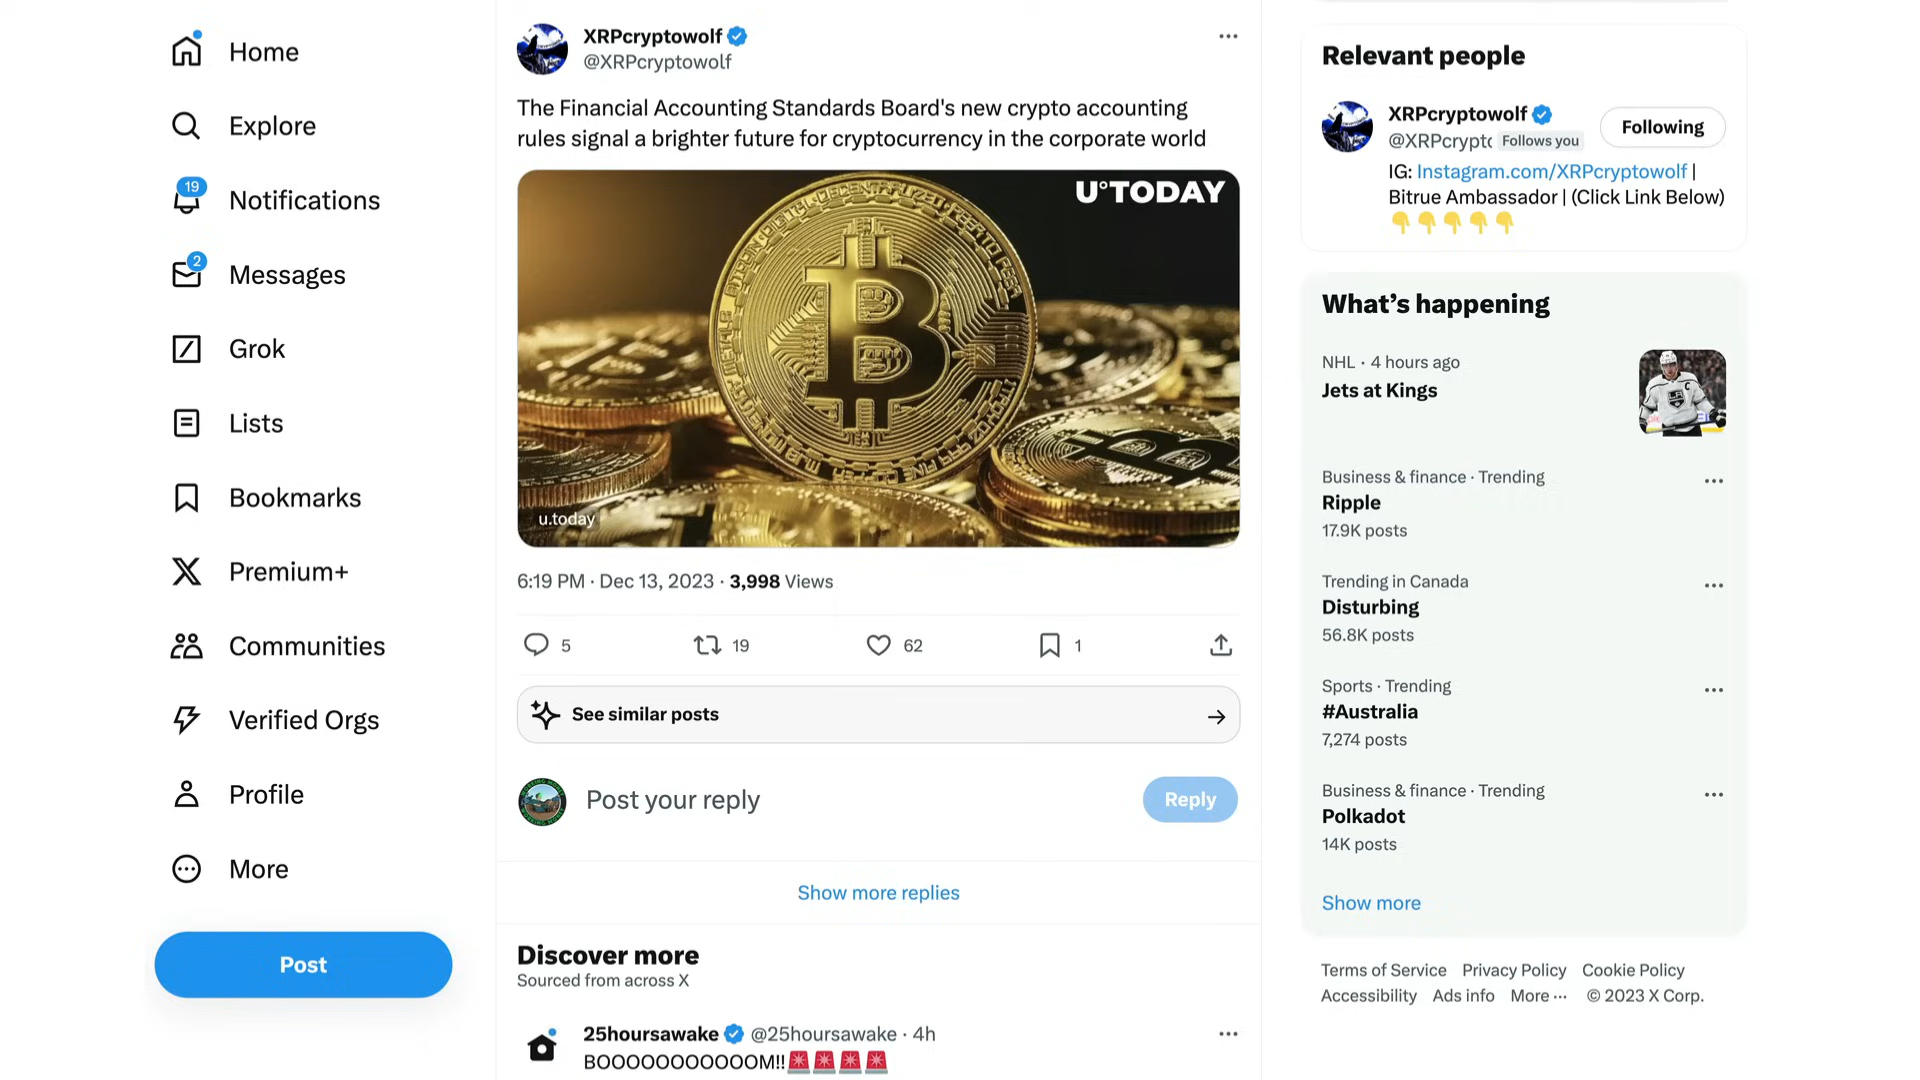 Home
Explore
19
Notifications
2
Messages
Grok
Lists
Bookmarks
Premium+
Communities
Verified Orgs
Profile
More
Post
XRPcryptowolf
@XRPcryptowolf
The Financial Accounting Standards Board's new crypto accounting
rules signal a brighter future for cryptocurrency in the corporate world
U°TODAY
u.today
6:19 PM · Dec 13, 2023 · 3,998 Views
5
19
62
1
See similar posts
Post your reply
Reply
Show more replies
Discover more
Sourced from across X
25hoursawake @25hoursawake · 4h
BOOOOOOOOOOOM!!🚨🚨🚨🚨
Relevant people
XRPcryptowolf
@XRPcrypto Follows you
Following
IG: Instagram.com/XRPcryptowolf |
Bitrue Ambassador | (Click Link Below)
👇👇👇👇👇
What's happening
NHL · 4 hours ago
Jets at Kings
Business & finance · Trending
Ripple
17.9K posts
Trending in Canada
Disturbing
56.8K posts
Sports · Trending
#Australia
7,274 posts
Business & finance · Trending
Polkadot
14K posts
Show more
Terms of Service Privacy Policy Cookie Policy
Accessibility Ads info More ··· © 2023 X Corp.